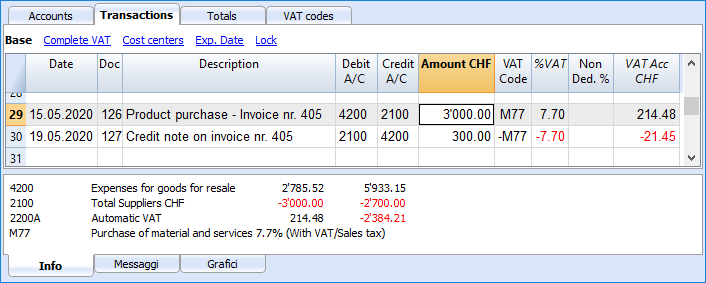 Accounts Transactions Totals VAT codes
Base Complete VAT Cost centers Exp. Date Lock
Date Doc Description Debit A/C Credit A/C Amount CHF VAT Code %VAT Non Ded. % VAT Acc CHF
28
29 15.05.2020 126 Product purchase - Invoice nr. 405 4200 2100 3'000.00 M77 7.70 214.48
30 19.05.2020 127 Credit note on invoice nr. 405 2100 4200 300.00 -M77 -7.70 -21.45
31
4200 Expenses for goods for resale 2'785.52 5'933.15
2100 Total Suppliers CHF -3'000.00 -2'700.00
2200A Automatic VAT 214.48 -2'384.21
M77 Purchase of material and services 7.7% (With VAT/Sales tax)
Info Messaggi Grafici